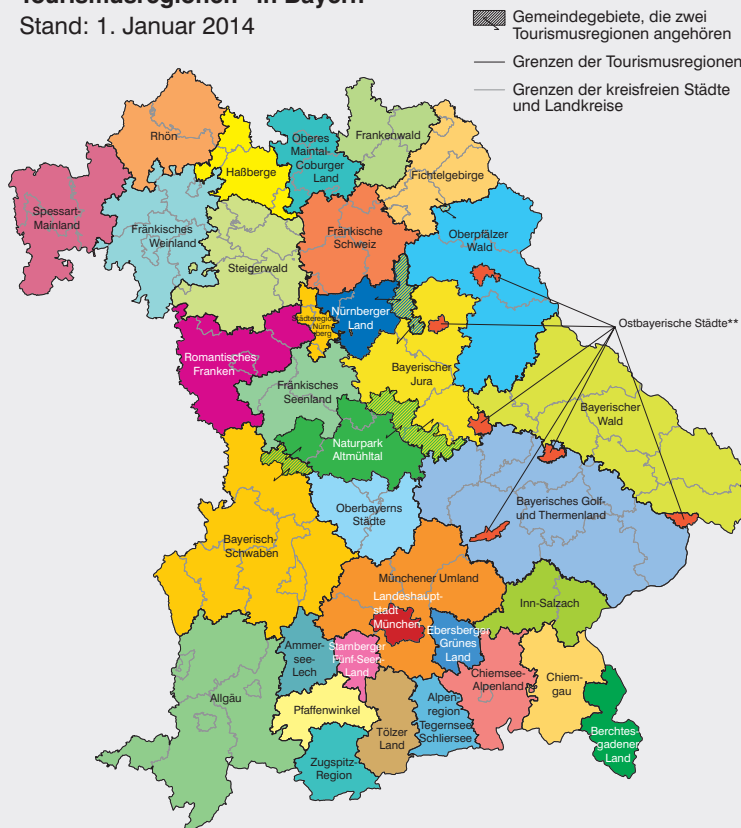 Stand: 1. Januar 2014
Gemeindegebiete, die zwei
Tourismusregionen angehören
Grenzen der Tourismusregionen
Grenzen der kreisfreien Städte
und Landkreise
Rhön
Oberes
Maintal-
Coburger
Land
Frankenwald
Haßberge
Fichtelgebirge
Spessart-
Mainland
Fränkisches
Weinland
Fränkische
Schweiz
Oberpfälzer
Wald
Steigerwald
Städteregion
Nürn-
berg
Nürnberger
Land
Ostbayerische Städte**
Romantisches
Franken
Bayerischer
Jura
Fränkisches
Seenland
Bayerischer
Wald
Naturpark
Altmühltal
Oberbayerns
Städte
Bayerisches Golf-
und Thermenland
Bayerisch-
Schwaben
Münchener Umland
Landeshaupt-
stadt
München
Inn-Salzach
Ebersberger
Grünes
Land
Ammer-
see-
Lech
Starnberger
Fünf-Seen-
Land
Chiemsee-
Alpenland
Chiem-
gau
Allgäu
Pfaffenwinkel
Alpen-
region
Tegernsee
Schliersee
Tölzer
Land
Berchtes-
gadener
Land
Zugspitz-
Region